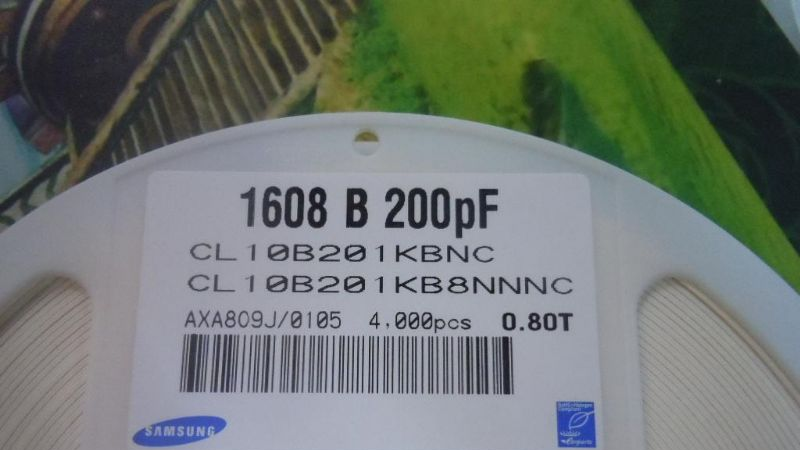 1608 B 200pF
CL10B201KBNC
CL10B201KB8NNNC
AXA809J/0105 4,000pcs 0.80T
SAMSUNG